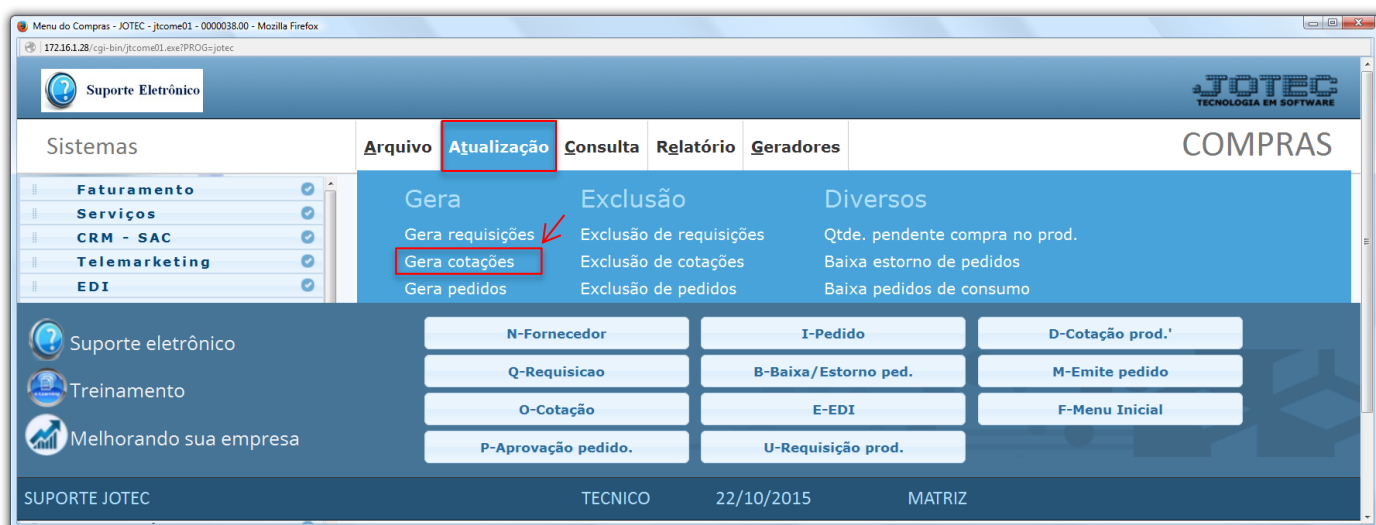 Menu do Compras - JOTEC - jtcome01 - 0000038.00 - Mozilla Firefox
172.16.1.28/cgi-bin/jtcome01.exe?PROG=jotec
Suporte Eletrônico
JOTEC
TECNOLOGIA EM SOFTWARE
Sistemas
Arquivo Atualização Consulta Relatório Geradores
COMPRAS
Faturamento
Serviços
CRM - SAC
Telemarketing
EDI
Gera Exclusão Diversos
Gera requisições Exclusão de requisições Qtde. pendente compra no prod.
Gera cotações Exclusão de cotações Baixa estorno de pedidos
Gera pedidos Exclusão de pedidos Baixa pedidos de consumo
Suporte eletrônico
Treinamento
Melhorando sua empresa
N-Fornecedor I-Pedido D-Cotação prod.'
Q-Requisicao B-Baixa/Estorno ped. M-Emite pedido
O-Cotação E-EDI F-Menu Inicial
P-Aprovação pedido. U-Requisição prod.
SUPORTE JOTEC TECNICO 22/10/2015 MATRIZ